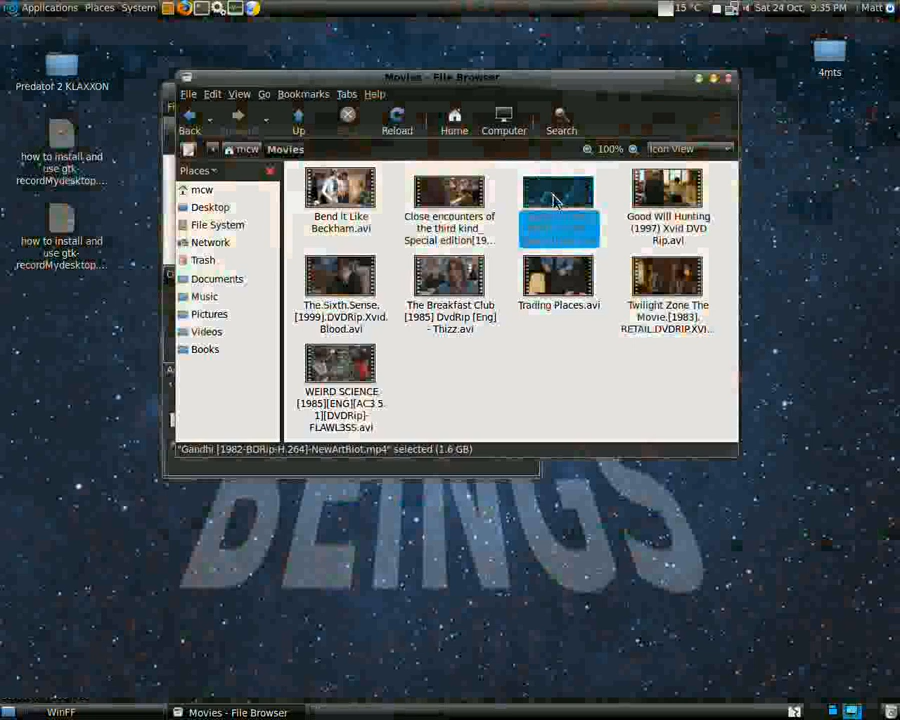 Applications Places System
15 °C
Sat 24 Oct, 9:35 PM
Matt
Predator 2 KLAXXON
how to install and
use gtk-
recordMydesktop....
how to install and
use gtk-
recordMydesktop....
4mts
Movies - File Browser
File Edit View Go Bookmarks Tabs Help
Back
Up
Reload
Home
Computer
Search
mcw
Movies
100%
Icon View
Places
mcw
Desktop
File System
Network
Trash
Documents
Music
Pictures
Videos
Books
Bend It Like
Beckham.avi
Close encounters of
the third kind_
Special edition[19...
Good Will Hunting
(1997) Xvid DVD
Rip.avi
The.Sixth.Sense.
[1999].DVDRip.Xvid.
Blood.avi
The Breakfast Club
[1985] DvdRip [Eng]
- Thizz.avi
Trading Places.avi
Twilight Zone The
Movie.[1983].
RETAIL.DVDRIP.XVI...
WEIRD SCIENCE
[1985][ENG][AC3 5.
1][DVDRip]-
FLAWL3SS.avi
"Gandhi [1982-BDRip-H.264]-NewArtRiot.mp4" selected (1.6 GB)
BEINGS
WinFF
Movies - File Browser